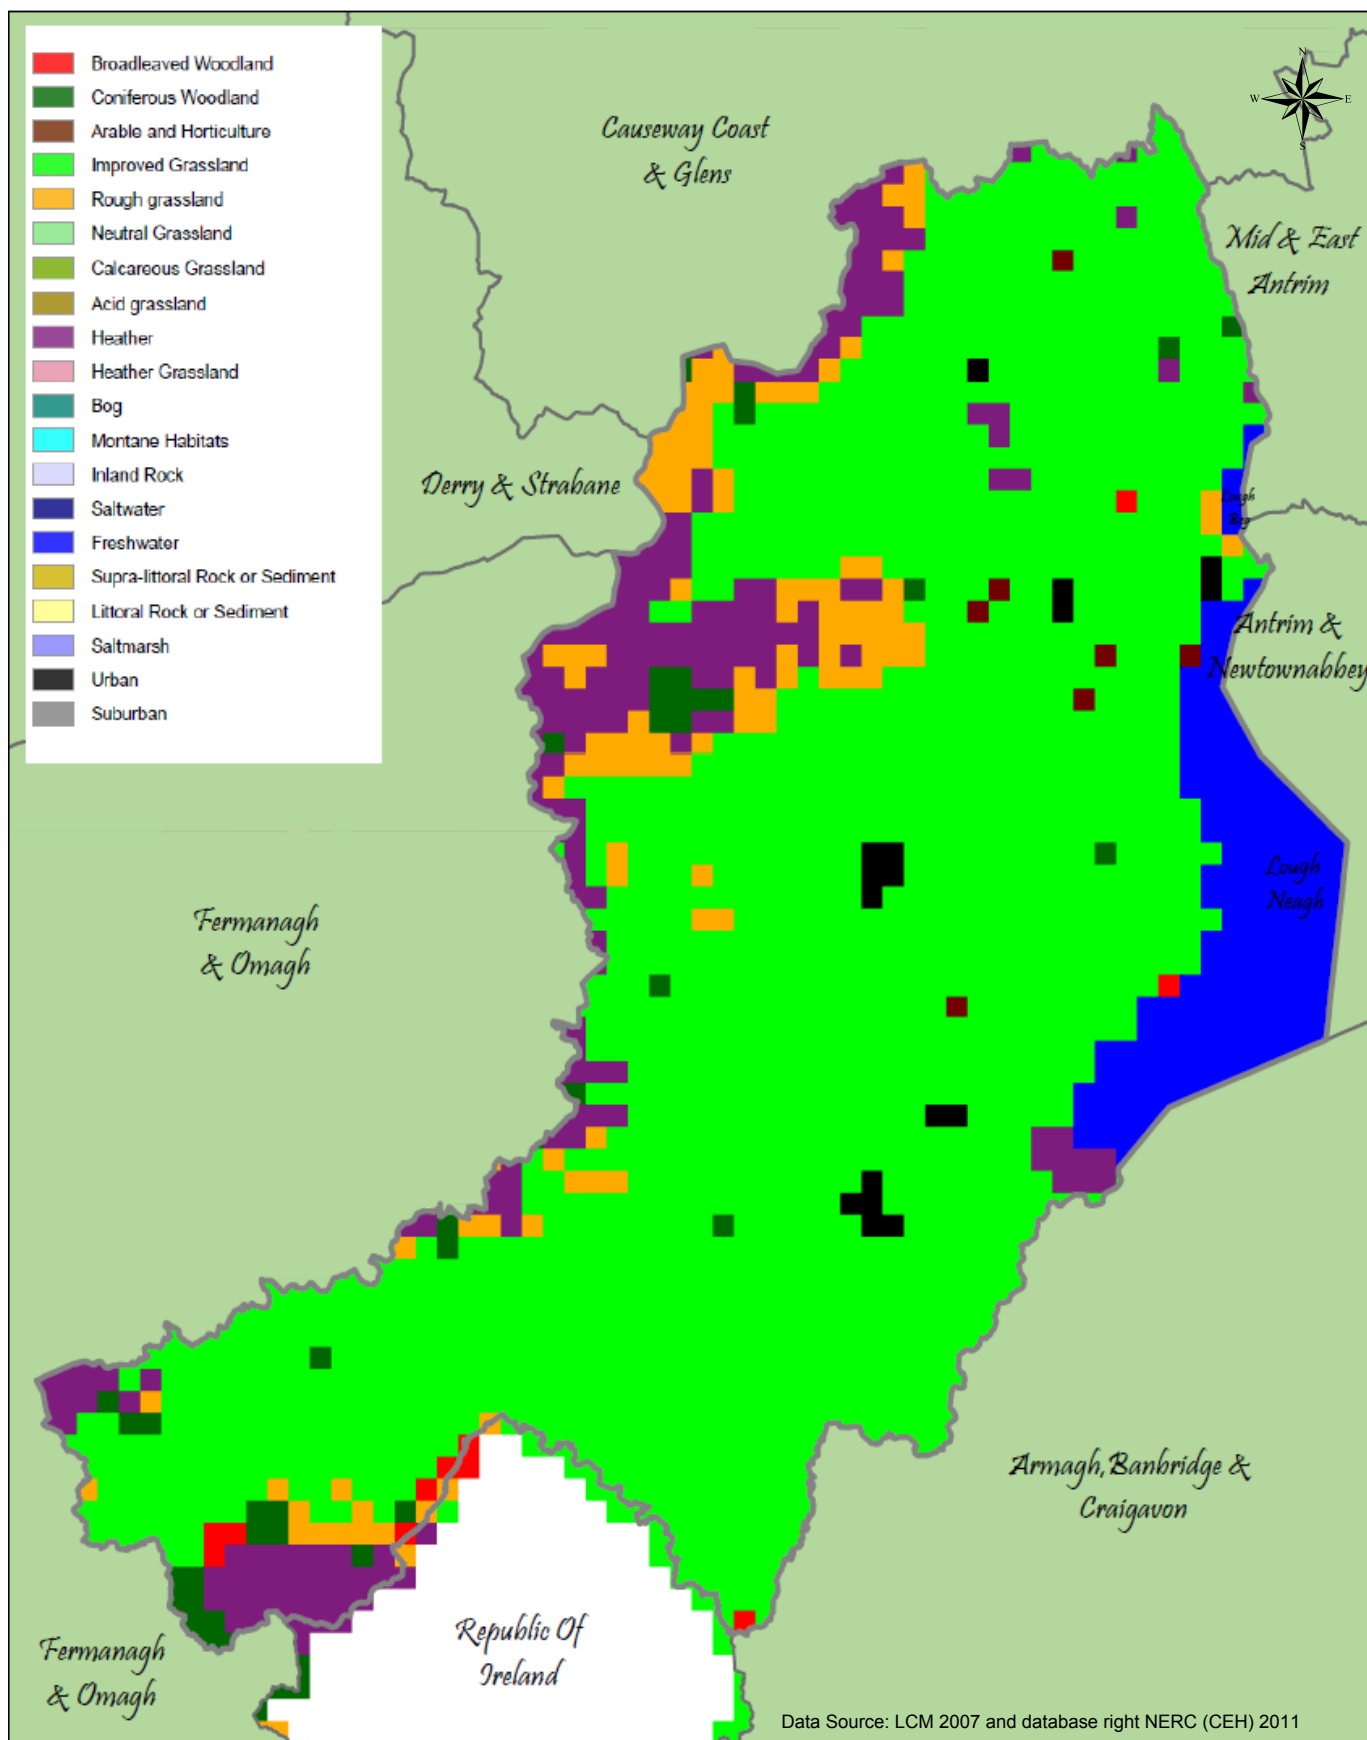 Broadleaved Woodland
Coniferous Woodland
Arable and Horticulture
Improved Grassland
Rough grassland
Neutral Grassland
Calcareous Grassland
Acid grassland
Heather
Heather Grassland
Bog
Montane Habitats
Inland Rock
Saltwater
Freshwater
Supra-littoral Rock or Sediment
Littoral Rock or Sediment
Saltmarsh
Urban
Suburban
N
W
E
S
Causeway Coast
& Glens
Mid & East
Antrim
Derry & Strabane
Lough
Beg
Antrim &
Newtownabbey
Lough
Neagh
Fermanagh
& Omagh
Armagh, Banbridge &
Craigavon
Republic Of
Ireland
Fermanagh
& Omagh
Data Source: LCM 2007 and database right NERC (CEH) 2011